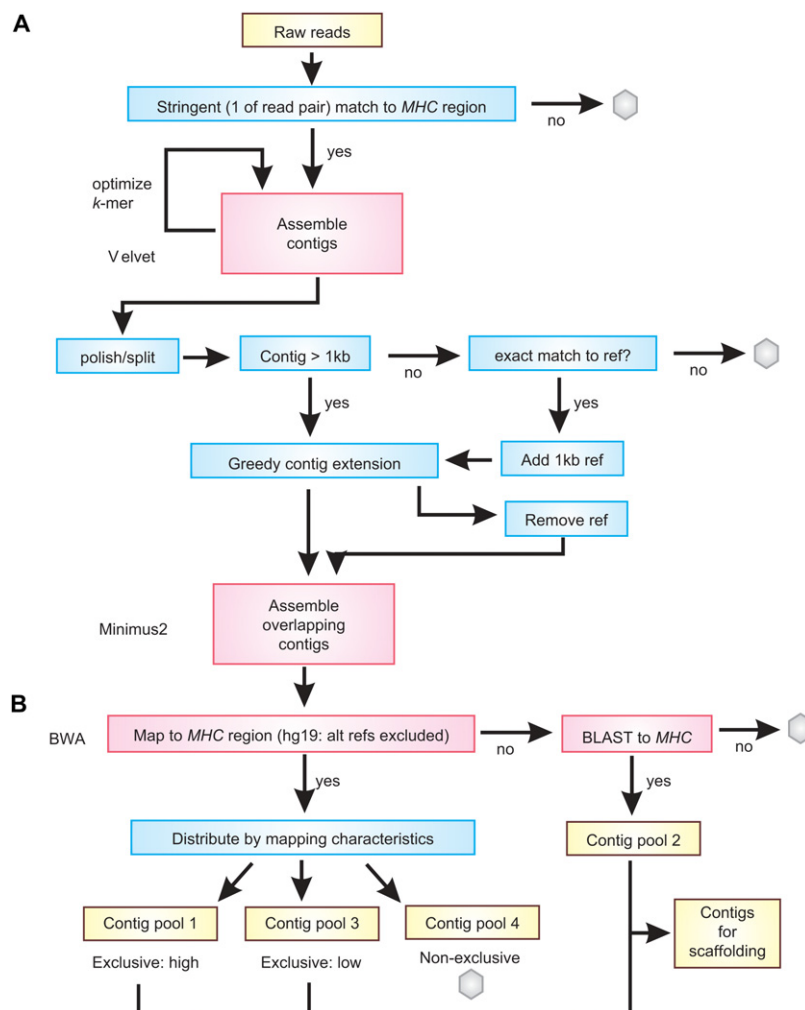 A
Raw reads
Stringent (1 of read pair) match to MHC region
no
yes
optimize
k-mer
Assemble
contigs
Velvet
polish/split
Contig > 1kb
no
exact match to ref?
no
yes
yes
Greedy contig extension
Add 1kb ref
Remove ref
Assemble
overlapping
contigs
Minimus2
B
BWA
Map to MHC region (hg19: alt refs excluded)
no
BLAST to MHC
no
yes
yes
Distribute by mapping characteristics
Contig pool 2
Contig pool 1
Contig pool 3
Contig pool 4
Contigs
for
scaffolding
Exclusive: high
Exclusive: low
Non-exclusive